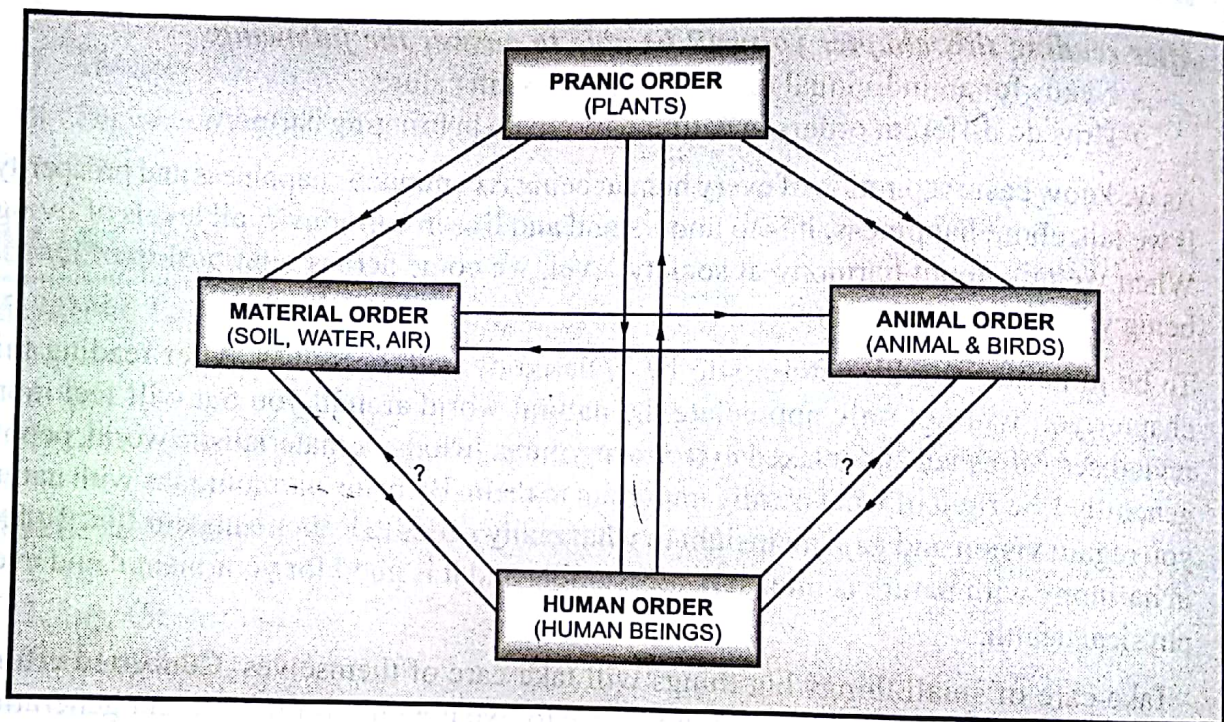 PRANIC ORDER
(PLANTS)
MATERIAL ORDER
(SOIL, WATER, AIR)
ANIMAL ORDER
(ANIMAL & BIRDS)
?
?
HUMAN ORDER
(HUMAN BEINGS)